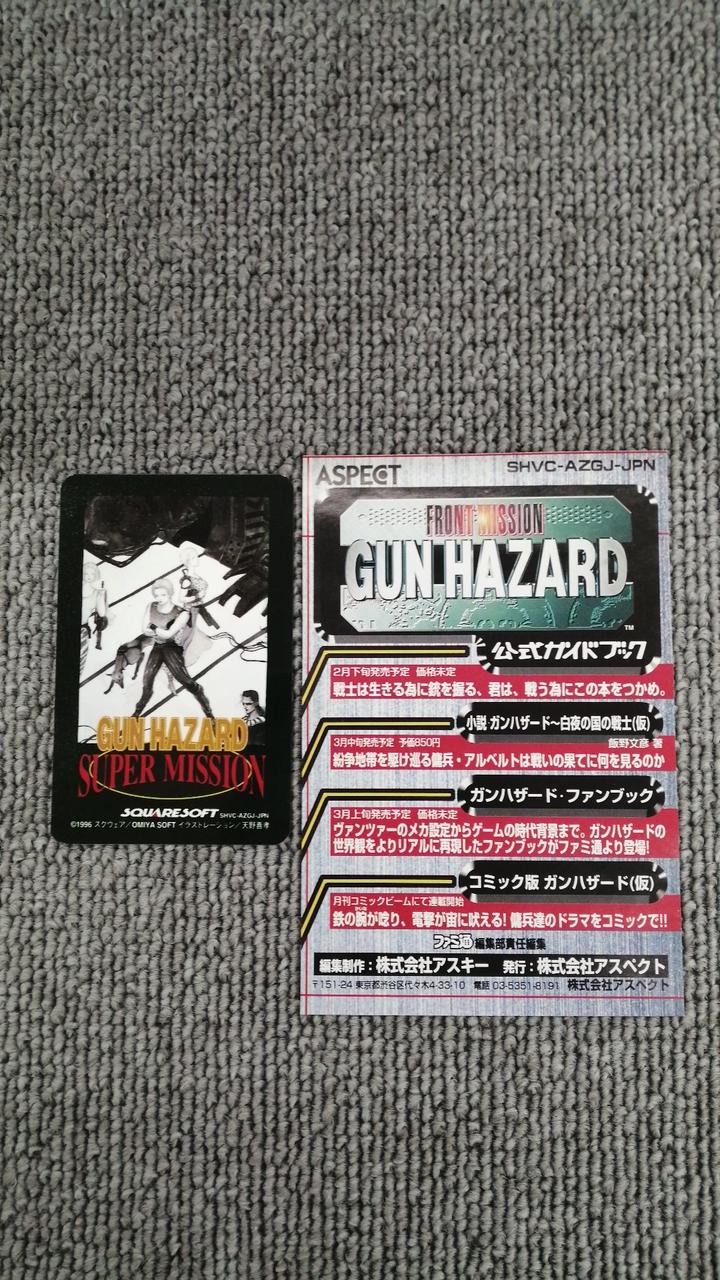 GUN HAZARD
SUPER MISSION
SQUARESOFT SHVC-AZGJ-JPN
©1996 スクウェア/OMIYA SOFT イラストレーション/天野喜孝
ASPECT
SHVC-AZGJ-JPN
FRONT MISSION
GUN HAZARD
TM
公式ガイドブック
2月下旬発売予定 価格未定
戦士は生きる為に銃を握る、君は、戦う為にこの本をつかめ。
小説 ガンハザード〜白夜の国の戦士(仮)
3月中旬発売予定 予価850円
飯野文彦 著
紛争地帯を駆け巡る傭兵・アルベルトは戦いの果てに何を見るのか
ガンハザード・ファンブック
3月上旬発売予定 価格未定
ヴァンツァーのメカ設定からゲームの時代背景まで。ガンハザードの
世界観をよりリアルに再現したファンブックがファミ通より登場!
コミック版 ガンハザード(仮)
月刊コミックビームにて連載開始
鉄の腕が唸り、電撃が宙に吠える! 傭兵達のドラマをコミックで!!
ファミ通 編集部責任編集
編集制作:株式会社アスキー 発行:株式会社アスペクト
〒151-24 東京都渋谷区代々木4-33-10 電話 03-5351-8191 株式会社アスペクト